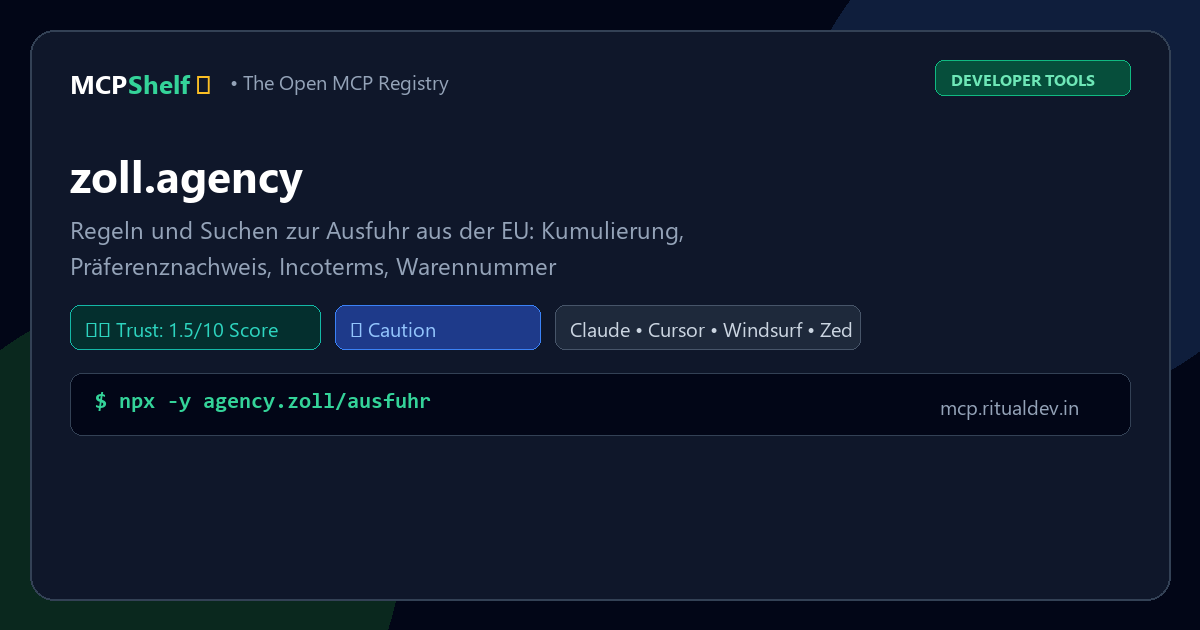 MCPShelf • The Open MCP Registry
DEVELOPER TOOLS
zoll.agency
Regeln und Suchen zur Ausfuhr aus der EU: Kumulierung,
Präferenznachweis, Incoterms, Warennummer
Trust: 1.5/10 Score
Caution
Claude • Cursor • Windsurf • Zed
$ npx -y agency.zoll/ausfuhr
mcp.ritualdev.in